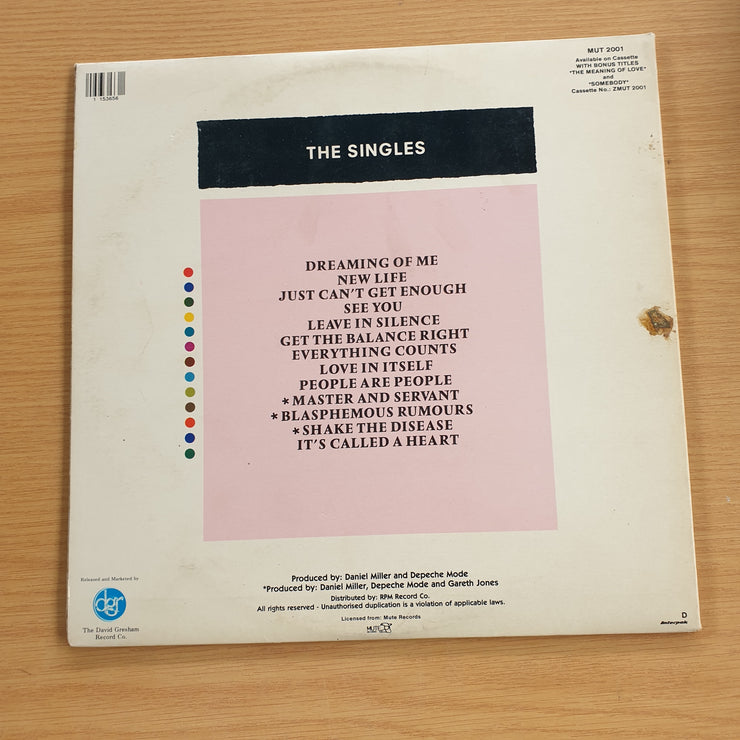 1 153656
MUT 2001
Available on Cassette
WITH BONUS TITLES
"THE MEANING OF LOVE"
and
"SOMEBODY"
Cassette No.: ZMUT 2001
THE SINGLES
DREAMING OF ME
NEW LIFE
JUST CAN'T GET ENOUGH
SEE YOU
LEAVE IN SILENCE
GET THE BALANCE RIGHT
EVERYTHING COUNTS
LOVE IN ITSELF
PEOPLE ARE PEOPLE
*MASTER AND SERVANT
*BLASPHEMOUS RUMOURS
*SHAKE THE DISEASE
IT'S CALLED A HEART
Produced by: Daniel Miller and Depeche Mode
*Produced by: Daniel Miller, Depeche Mode and Gareth Jones
Distributed by: RPM Record Co.
All rights reserved - Unauthorised duplication is a violation of applicable laws.
Licensed from: Mute Records
MUTE
Released and Marketed by
dgr
The David Gresham
Record Co.
D
Interpak